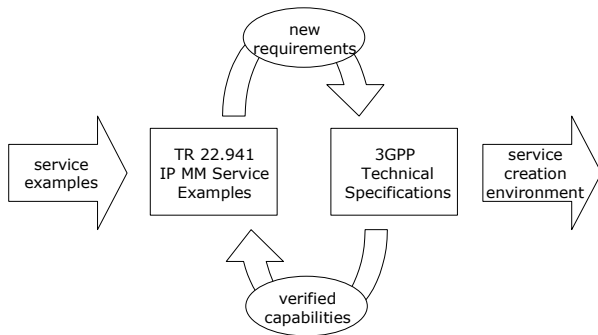 new
requirements
service
examples
TR 22.941
IP MM Service
Examples
3GPP
Technical
Specifications
service
creation
environment
verified
capabilities